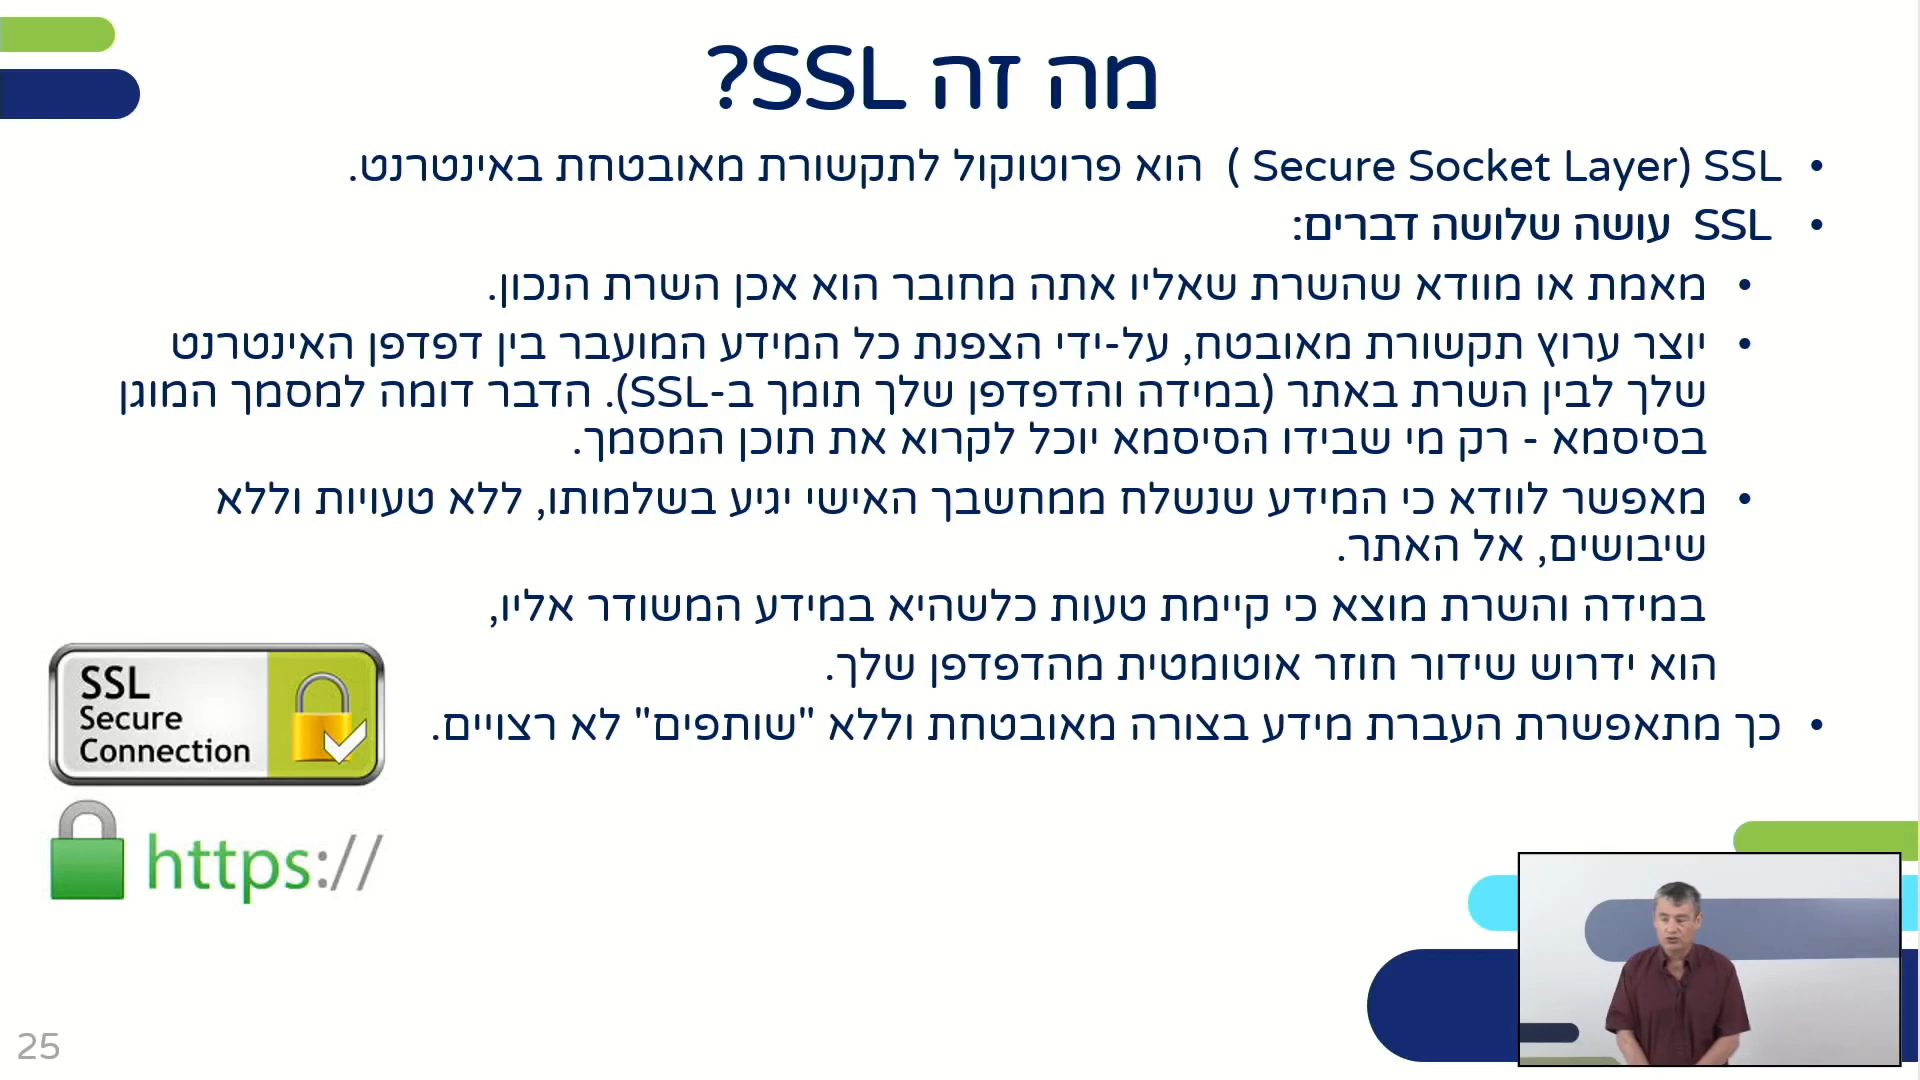 מה זה SSL?
• SSL (Secure Socket Layer ) הוא פרוטוקול לתקשורת מאובטחת באינטרנט.
• SSL עושה שלושה דברים:
• מאמת או מוודא שהשרת שאליו אתה מחובר הוא אכן השרת הנכון.
• יוצר ערוץ תקשורת מאובטח, על-ידי הצפנת כל המידע המועבר בין דפדפן האינטרנט
שלך לבין השרת באתר (במידה והדפדפן שלך תומך ב-SSL). הדבר דומה למסמך המוגן
בסיסמא - רק מי שבידו הסיסמא יוכל לקרוא את תוכן המסמך.
• מאפשר לוודא כי המידע שנשלח ממחשבך האישי יגיע בשלמותו, ללא טעויות וללא
שיבושים, אל האתר.
במידה והשרת מוצא כי קיימת טעות כלשהיא במידע המשודר אליו,
הוא ידרוש שידור חוזר אוטומטית מהדפדפן שלך.
• כך מתאפשרת העברת מידע בצורה מאובטחת וללא "שותפים" לא רצויים.
SSL
Secure
Connection
https://
25